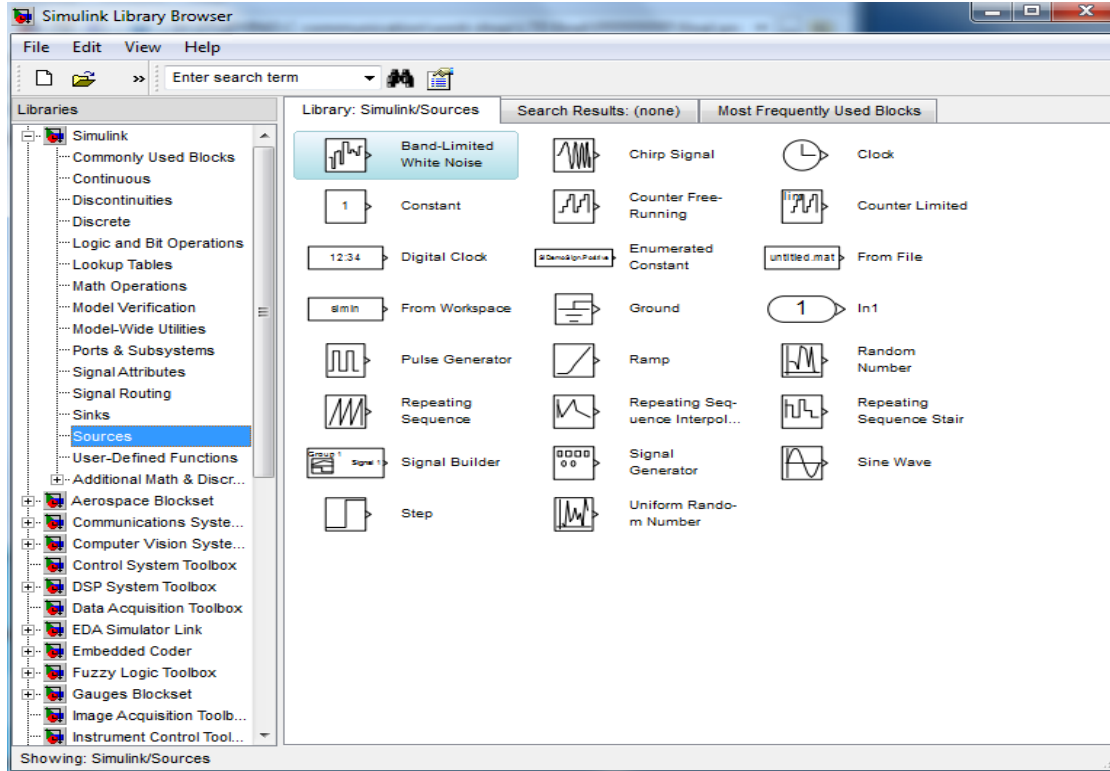 Simulink Library Browser
File Edit View Help
» Enter search term
Libraries
Simulink
Commonly Used Blocks
Continuous
Discontinuities
Discrete
Logic and Bit Operations
Lookup Tables
Math Operations
Model Verification
Model-Wide Utilities
Ports & Subsystems
Signal Attributes
Signal Routing
Sinks
Sources
User-Defined Functions
Additional Math & Discr...
Aerospace Blockset
Communications Syste...
Computer Vision Syste...
Control System Toolbox
DSP System Toolbox
Data Acquisition Toolbox
EDA Simulator Link
Embedded Coder
Fuzzy Logic Toolbox
Gauges Blockset
Image Acquisition Toolb...
Instrument Control Tool...
Library: Simulink/Sources Search Results: (none) Most Frequently Used Blocks
Band-Limited
White Noise
Chirp Signal
Clock
1
Constant
Counter Free-
Running
lim
Counter Limited
12:34
Digital Clock
Enumerated
Constant
untitled.mat
From File
simin
From Workspace
Ground
1
In1
Pulse Generator
Ramp
Random
Number
Repeating
Sequence
Repeating Seq-
uence Interpol...
Repeating
Sequence Stair
Group 1
Signal 1
Signal Builder
Signal
Generator
Sine Wave
Step
Uniform Rando-
m Number
Showing: Simulink/Sources